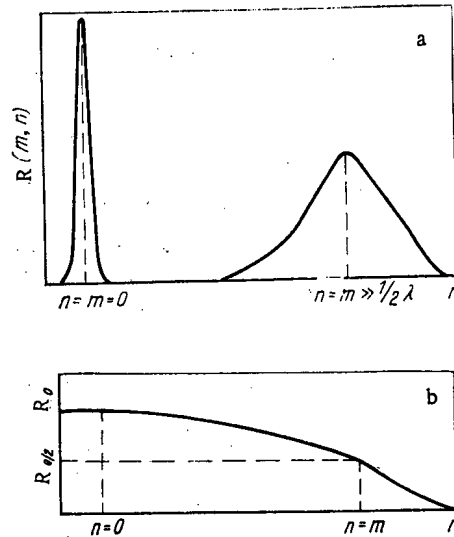 a
R(m, n)
n = m = 0
n = m ≫ 1/2 λ
b
R₀
R₀/₂
n = 0
n = m